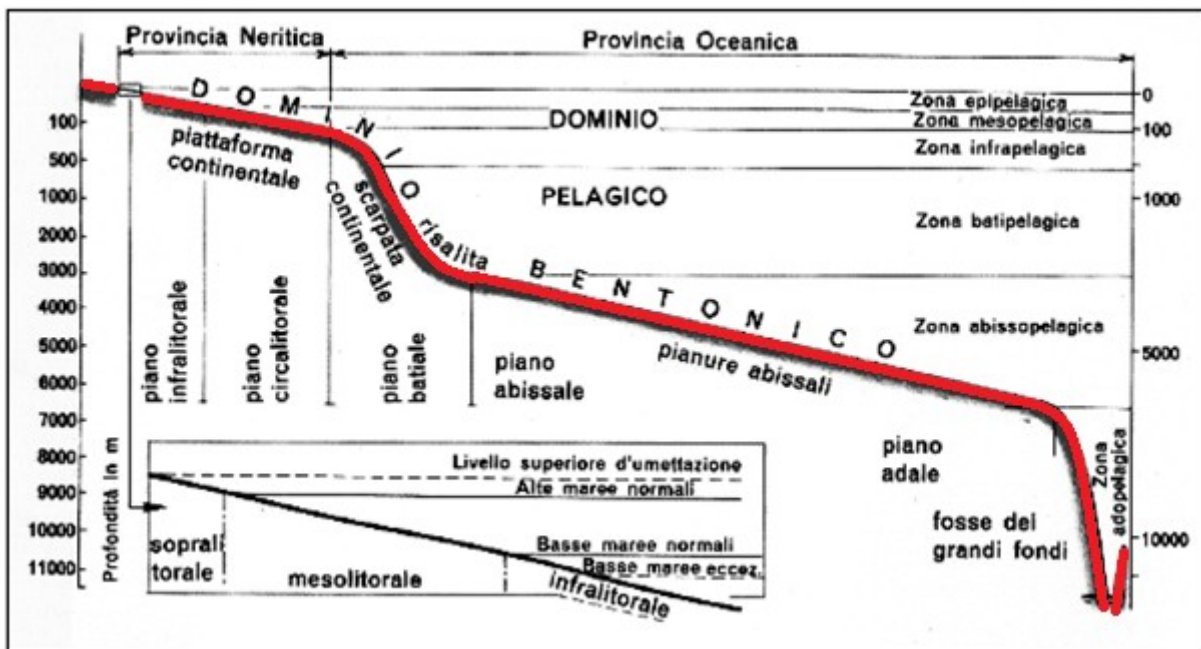 Provincia Neritica
Provincia Oceanica
DOMINIO
BENTONICO
DOMINIO
PELAGICO
Zona epipelagica
Zona mesopelagica
Zona infrapelagica
Zona batipelagica
Zona abissopelagica
Zona adopelagica
0
100
1000
5000
10000
100
500
1000
2000
3000
4000
5000
6000
7000
8000
9000
10000
11000
Profondità in m
piattaforma
continentale
scarpata
continentale
risalita
pianure abissali
piano
infralitorale
piano
circalitorale
piano
batiale
piano
abissale
piano
adale
fosse del
grandi fondi
Livello superiore d'umettazione
Alte maree normali
Basse maree normali
Basse maree eccez.
soprali
torale
mesolitorale
infralitorale